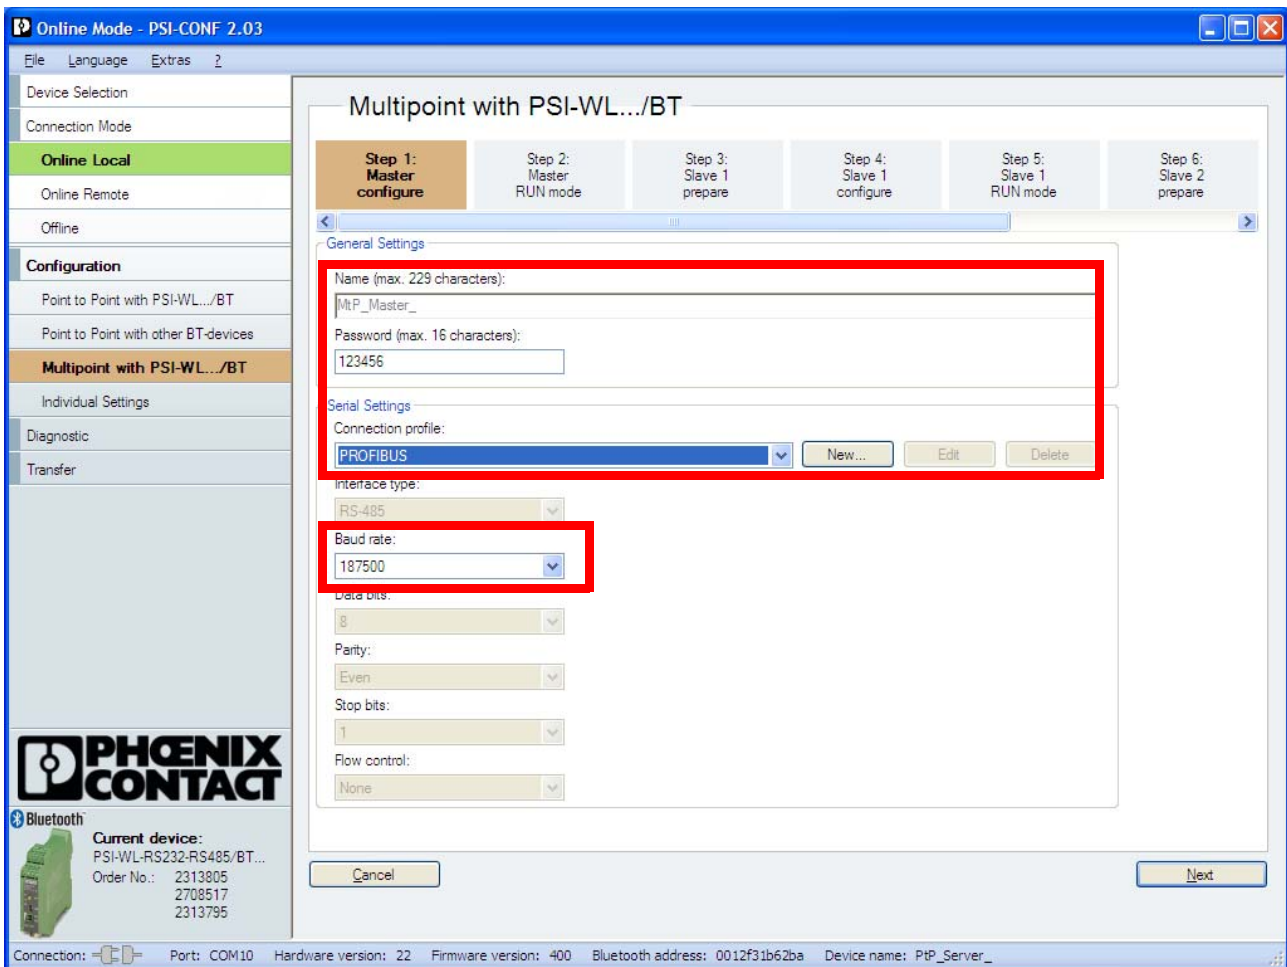 Online Mode - PSI-CONF 2.03
File Language Extras ?
Device Selection
Connection Mode
Online Local
Online Remote
Offline
Configuration
Point to Point with PSI-WL.../BT
Point to Point with other BT-devices
Multipoint with PSI-WL.../BT
Individual Settings
Diagnostic
Transfer
PHŒNIX
CONTACT
Bluetooth
Current device:
PSI-WL-RS232-RS485/BT...
Order No.: 2313805
2708517
2313795
Multipoint with PSI-WL.../BT
Step 1:
Master
configure
Step 2:
Master
RUN mode
Step 3:
Slave 1
prepare
Step 4:
Slave 1
configure
Step 5:
Slave 1
RUN mode
Step 6:
Slave 2
prepare
General Settings
Name (max. 229 characters):
MtP_Master_
Password (max. 16 characters):
123456
Serial Settings
Connection profile:
PROFIBUS New... Edit Delete
Interface type:
RS-485
Baud rate:
187500
Data bits:
8
Parity:
Even
Stop bits:
1
Flow control:
None
Cancel Next
Connection: Port: COM10 Hardware version: 22 Firmware version: 400 Bluetooth address: 0012f31b62ba Device name: PtP_Server_